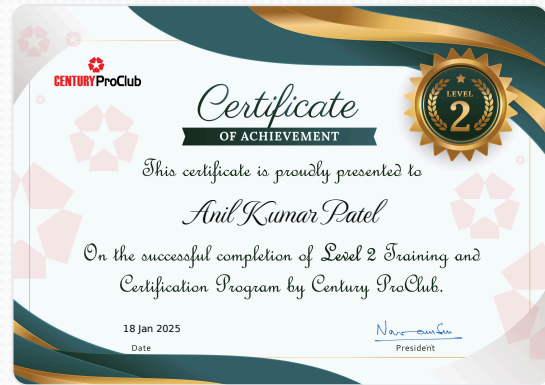 CENTURY ProClub
LEVEL
2
Certificate
OF ACHIEVEMENT
This certificate is proudly presented to
Anil Kumar Patel
On the successful completion of Level 2 Training and
Certification Program by Century ProClub.
18 Jan 2025
Date
President